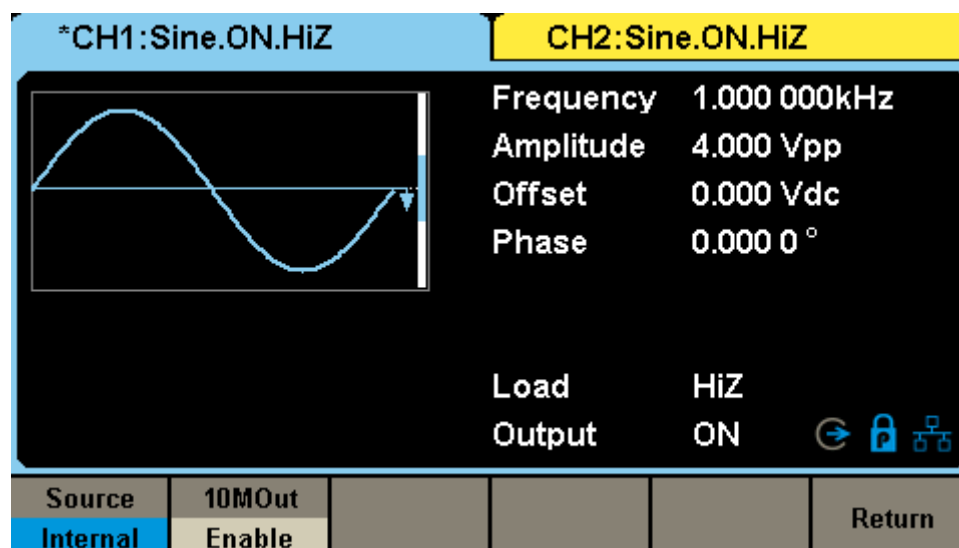 *CH1:Sine.ON.HiZ
CH2:Sine.ON.HiZ
Frequency 1.000 000kHz
Amplitude 4.000 Vpp
Offset 0.000 Vdc
Phase 0.000 0 °
Load HiZ
Output ON
P
Source 10MOut
Internal Enable
Return